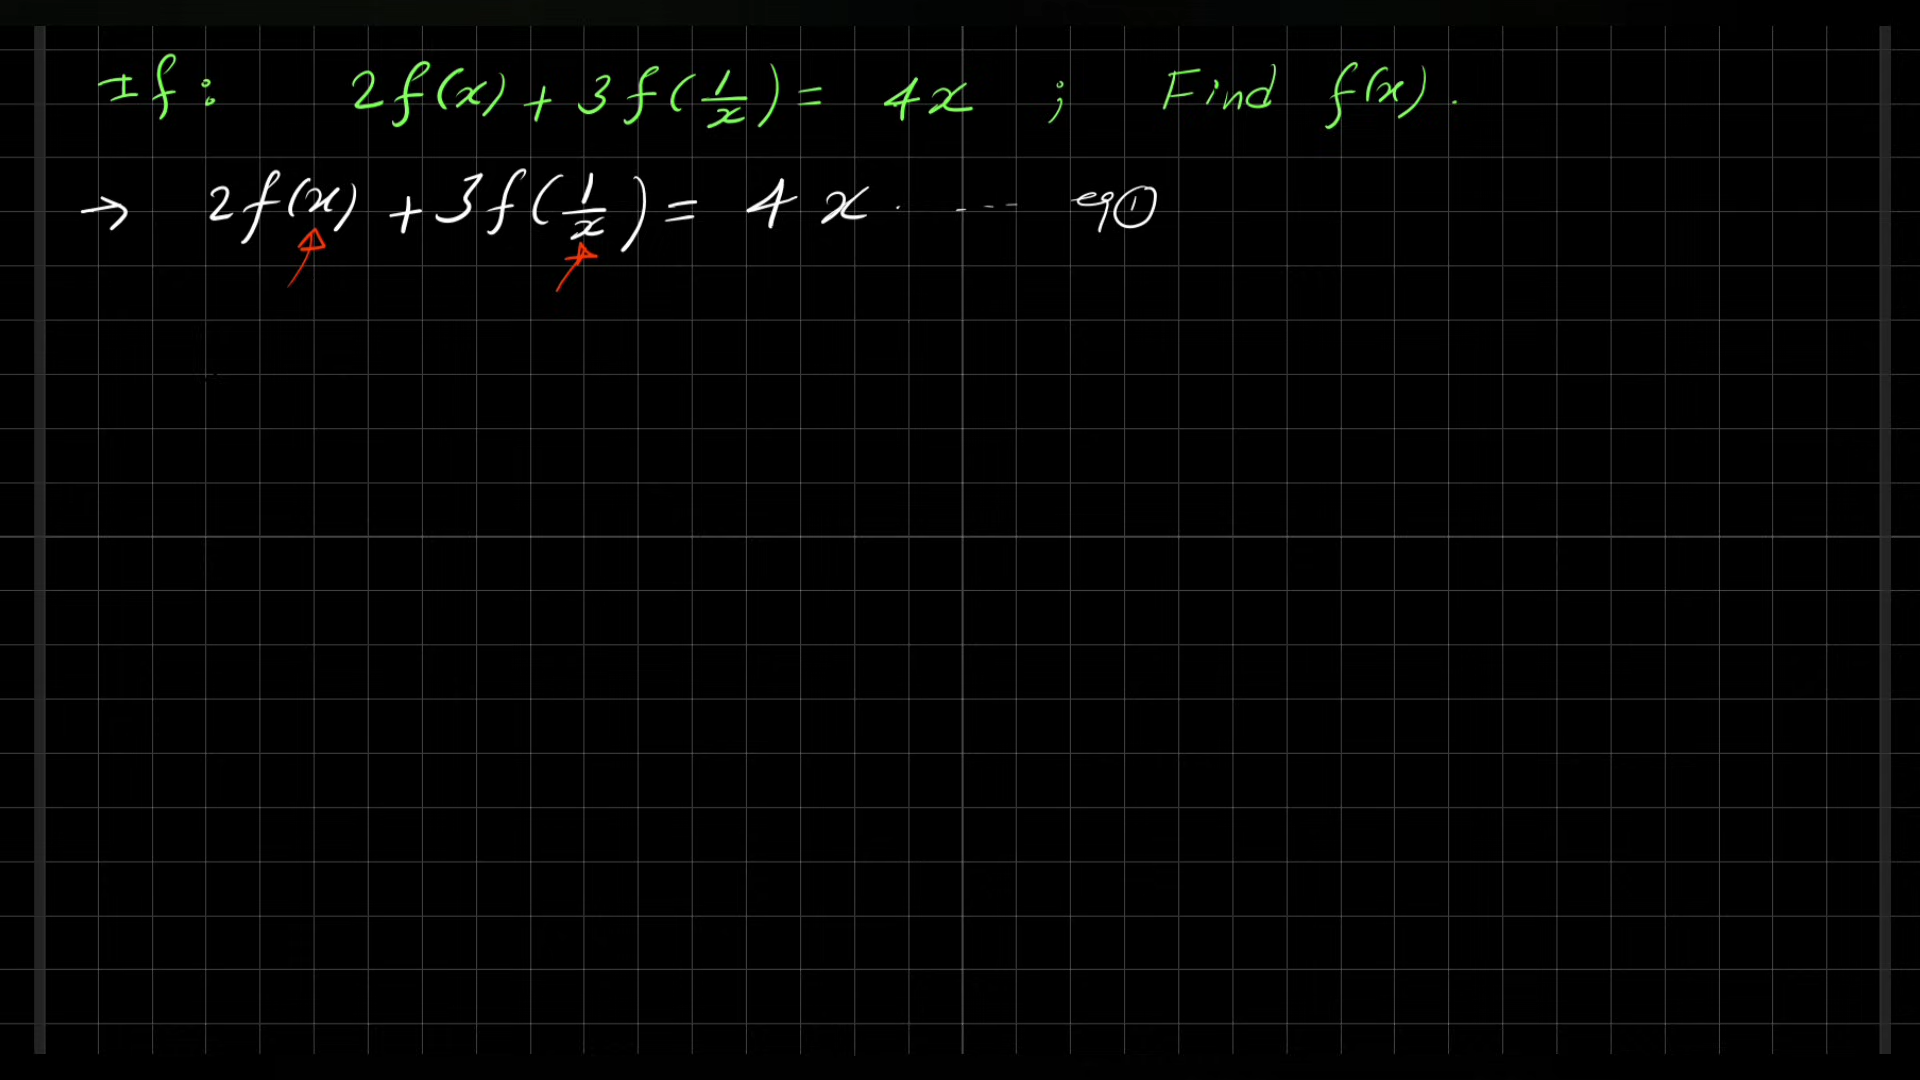 If: 2f(x) + 3f(1/x) = 4x ; Find f(x).
→ 2f(x) + 3f(1/x) = 4x . --- eq①